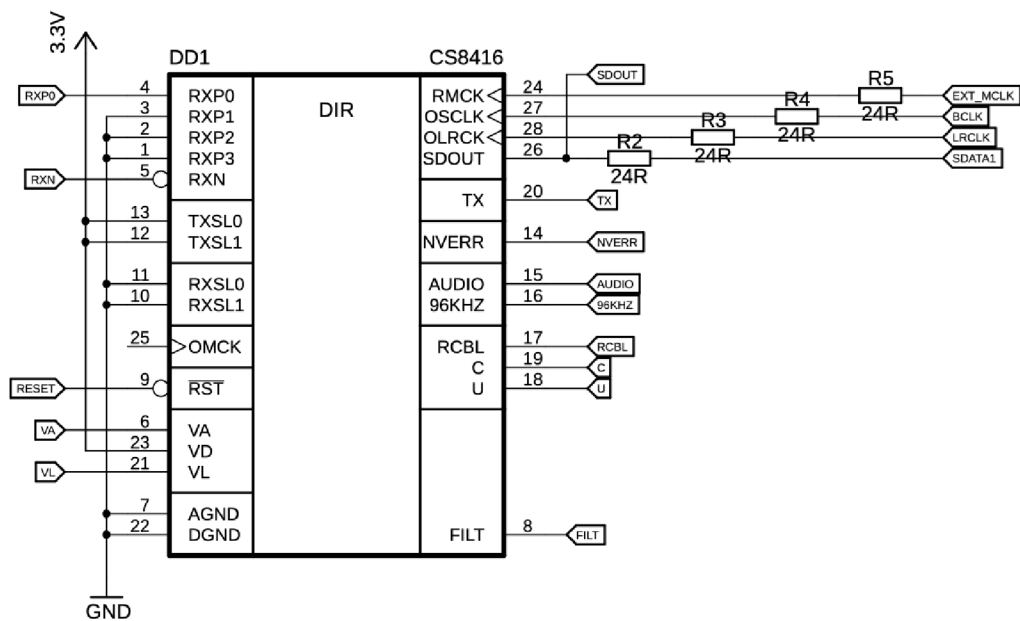 3.3V
DD1 CS8416
DIR
RXP0 4 RXP0 RMCK 24 R5 24R EXT_MCLK
3 RXP1 OSCLK 27 R4 24R BCLK
2 RXP2 OLRCK 28 R3 24R LRCLK
1 RXP3 SDOUT 26 SDOUT R2 24R SDATA1
RXN 5 RXN
13 TXSL0 TX 20 TX
12 TXSL1 NVERR 14 NVERR
11 RXSL0 AUDIO 15 AUDIO
10 RXSL1 96KHZ 16 96KHZ
25 OMCK RCBL 17 RCBL
C 19 C
RESET 9 RST U 18 U
VA 6 VA
23 VD
VL 21 VL
7 AGND
22 DGND FILT 8 FILT
GND